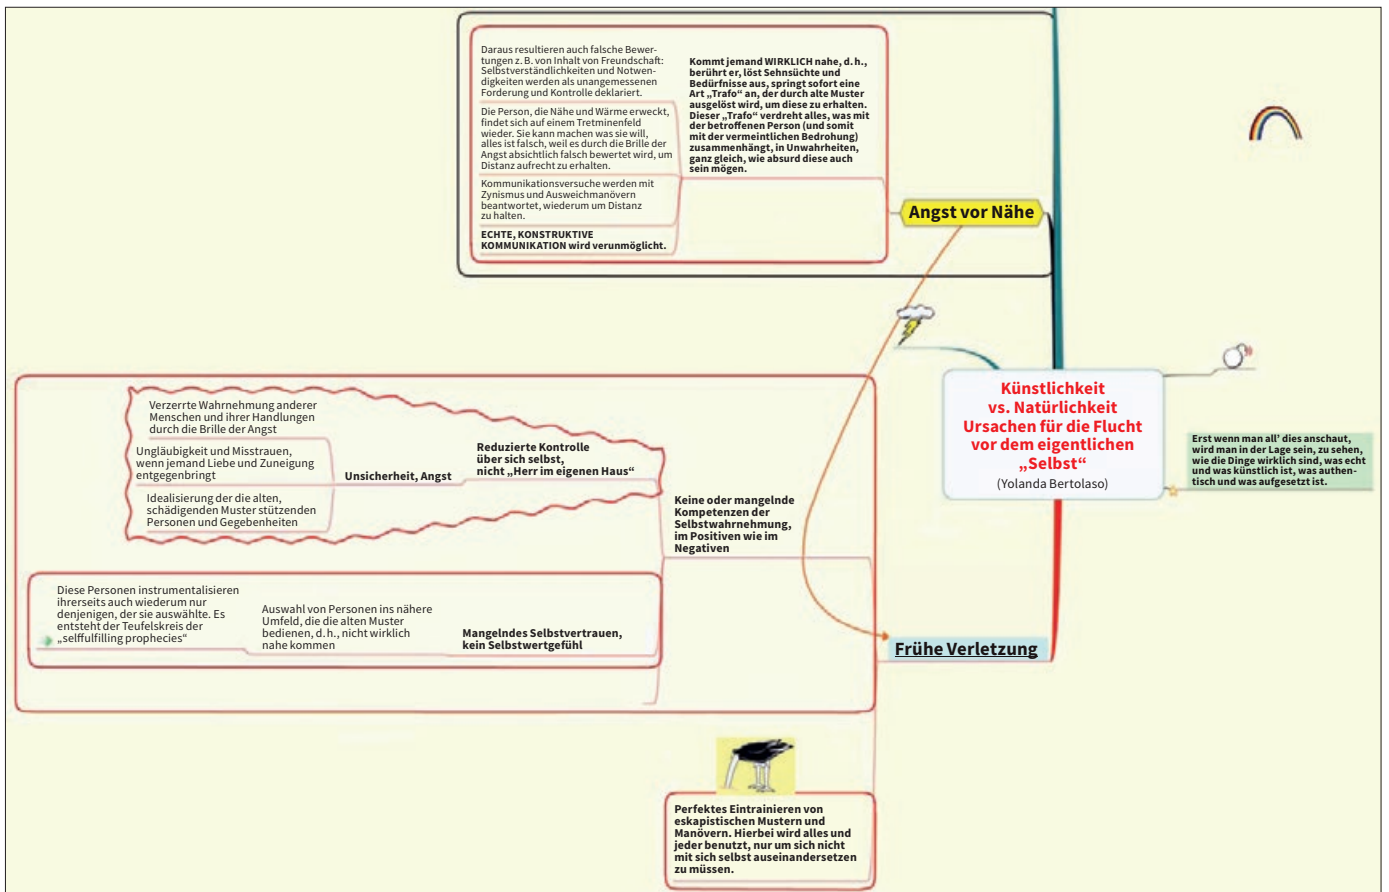 Daraus resultieren auch falsche Bewer-
tungen z. B. von Inhalt von Freundschaft:
Selbstverständlichkeiten und Notwen-
digkeiten werden als unangemessenen
Forderung und Kontrolle deklariert.
Die Person, die Nähe und Wärme erweckt,
findet sich auf einem Tretminenfeld
wieder. Sie kann machen was sie will,
alles ist falsch, weil es durch die Brille der
Angst absichtlich falsch bewertet wird, um
Distanz aufrecht zu erhalten.
Kommunikationsversuche werden mit
Zynismus und Ausweichmanövern
beantwortet, wiederum um Distanz
zu halten.
ECHTE, KONSTRUKTIVE
KOMMUNIKATION wird verunmöglicht.
Kommt jemand WIRKLICH nahe, d. h.,
berührt er, löst Sehnsüchte und
Bedürfnisse aus, springt sofort eine
Art „Trafo“ an, der durch alte Muster
ausgelöst wird, um diese zu erhalten.
Dieser „Trafo“ verdreht alles, was mit
der betroffenen Person (und somit
mit der vermeintlichen Bedrohung)
zusammenhängt, in Unwahrheiten,
ganz gleich, wie absurd diese auch
sein mögen.
Angst vor Nähe
Künstlichkeit
vs. Natürlichkeit
Ursachen für die Flucht
vor dem eigentlichen
„Selbst“
(Yolanda Bertolaso)
Erst wenn man all’ dies anschaut,
wird man in der Lage sein, zu sehen,
wie die Dinge wirklich sind, was echt
und was künstlich ist, was authen-
tisch und was aufgesetzt ist.
Verzerrte Wahrnehmung anderer
Menschen und ihrer Handlungen
durch die Brille der Angst
Ungläubigkeit und Misstrauen,
wenn jemand Liebe und Zuneigung
entgegenbringt
Idealisierung der die alten,
schädigenden Muster stützenden
Personen und Gegebenheiten
Unsicherheit, Angst
Reduzierte Kontrolle
über sich selbst,
nicht „Herr im eigenen Haus“
Keine oder mangelnde
Kompetenzen der
Selbstwahrnehmung,
im Positiven wie im
Negativen
Diese Personen instrumentalisieren
ihrerseits auch wiederum nur
denjenigen, der sie auswählte. Es
entsteht der Teufelskreis der
„selffulfilling prophecies“
Auswahl von Personen ins nähere
Umfeld, die die alten Muster
bedienen, d. h., nicht wirklich
nahe kommen
Mangelndes Selbstvertrauen,
kein Selbstwertgefühl
Frühe Verletzung
Perfektes Eintrainieren von
eskapistischen Mustern und
Manövern. Hierbei wird alles und
jeder benutzt, nur um sich nicht
mit sich selbst auseinandersetzen
zu müssen.